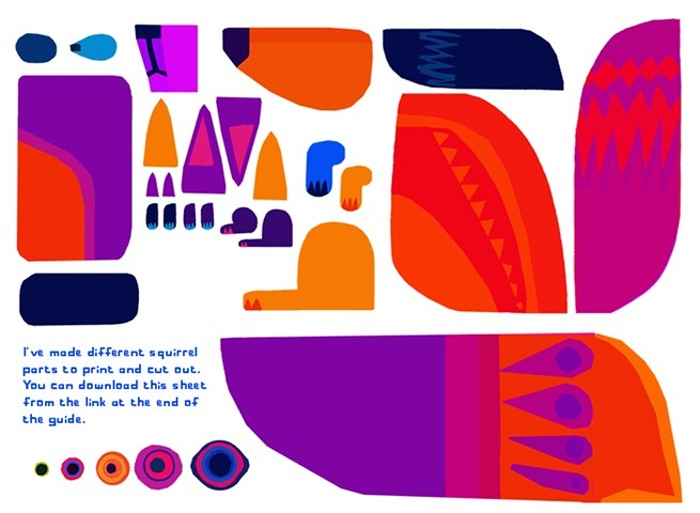 I've made different squirrel
parts to print and cut out.
You can download this sheet
from the link at the end of
the guide.